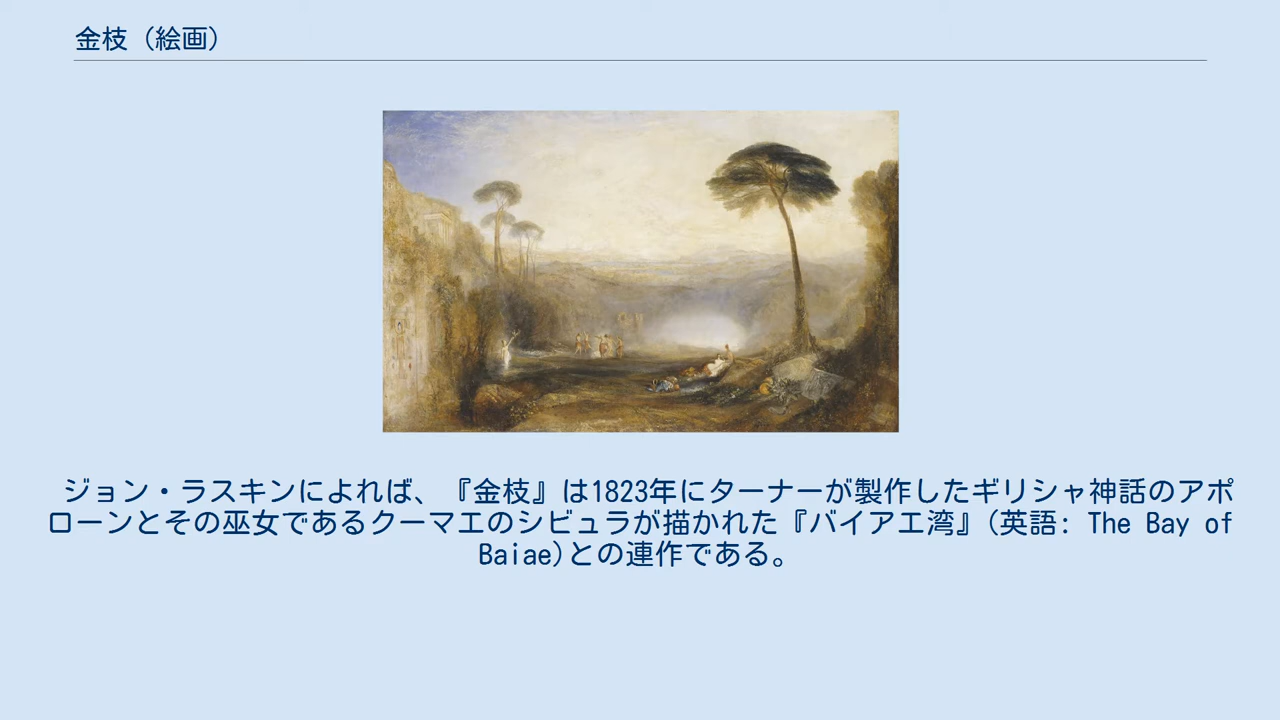 金枝（絵画）
ジョン・ラスキンによれば、『金枝』は1823年にターナーが製作したギリシャ神話のアポ
ローンとその巫女であるクーマエのシビュラが描かれた『バイアエ湾』(英語: The Bay of
Baiae)との連作である。